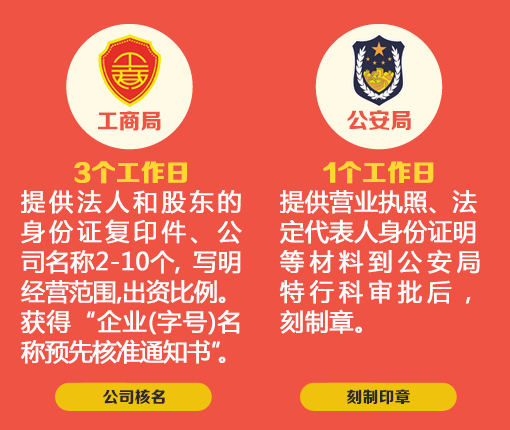 工商局
3个工作日
提供法人和股东的
身份证复印件、公
司名称2-10个, 写明
经营范围,出资比例。
获得“企业(字号)名
称预先核准通知书”。
公司核名
公安局
1个工作日
提供营业执照、法
定代表人身份证明
等材料到公安局
特行科审批后，
刻制章。
刻制印章